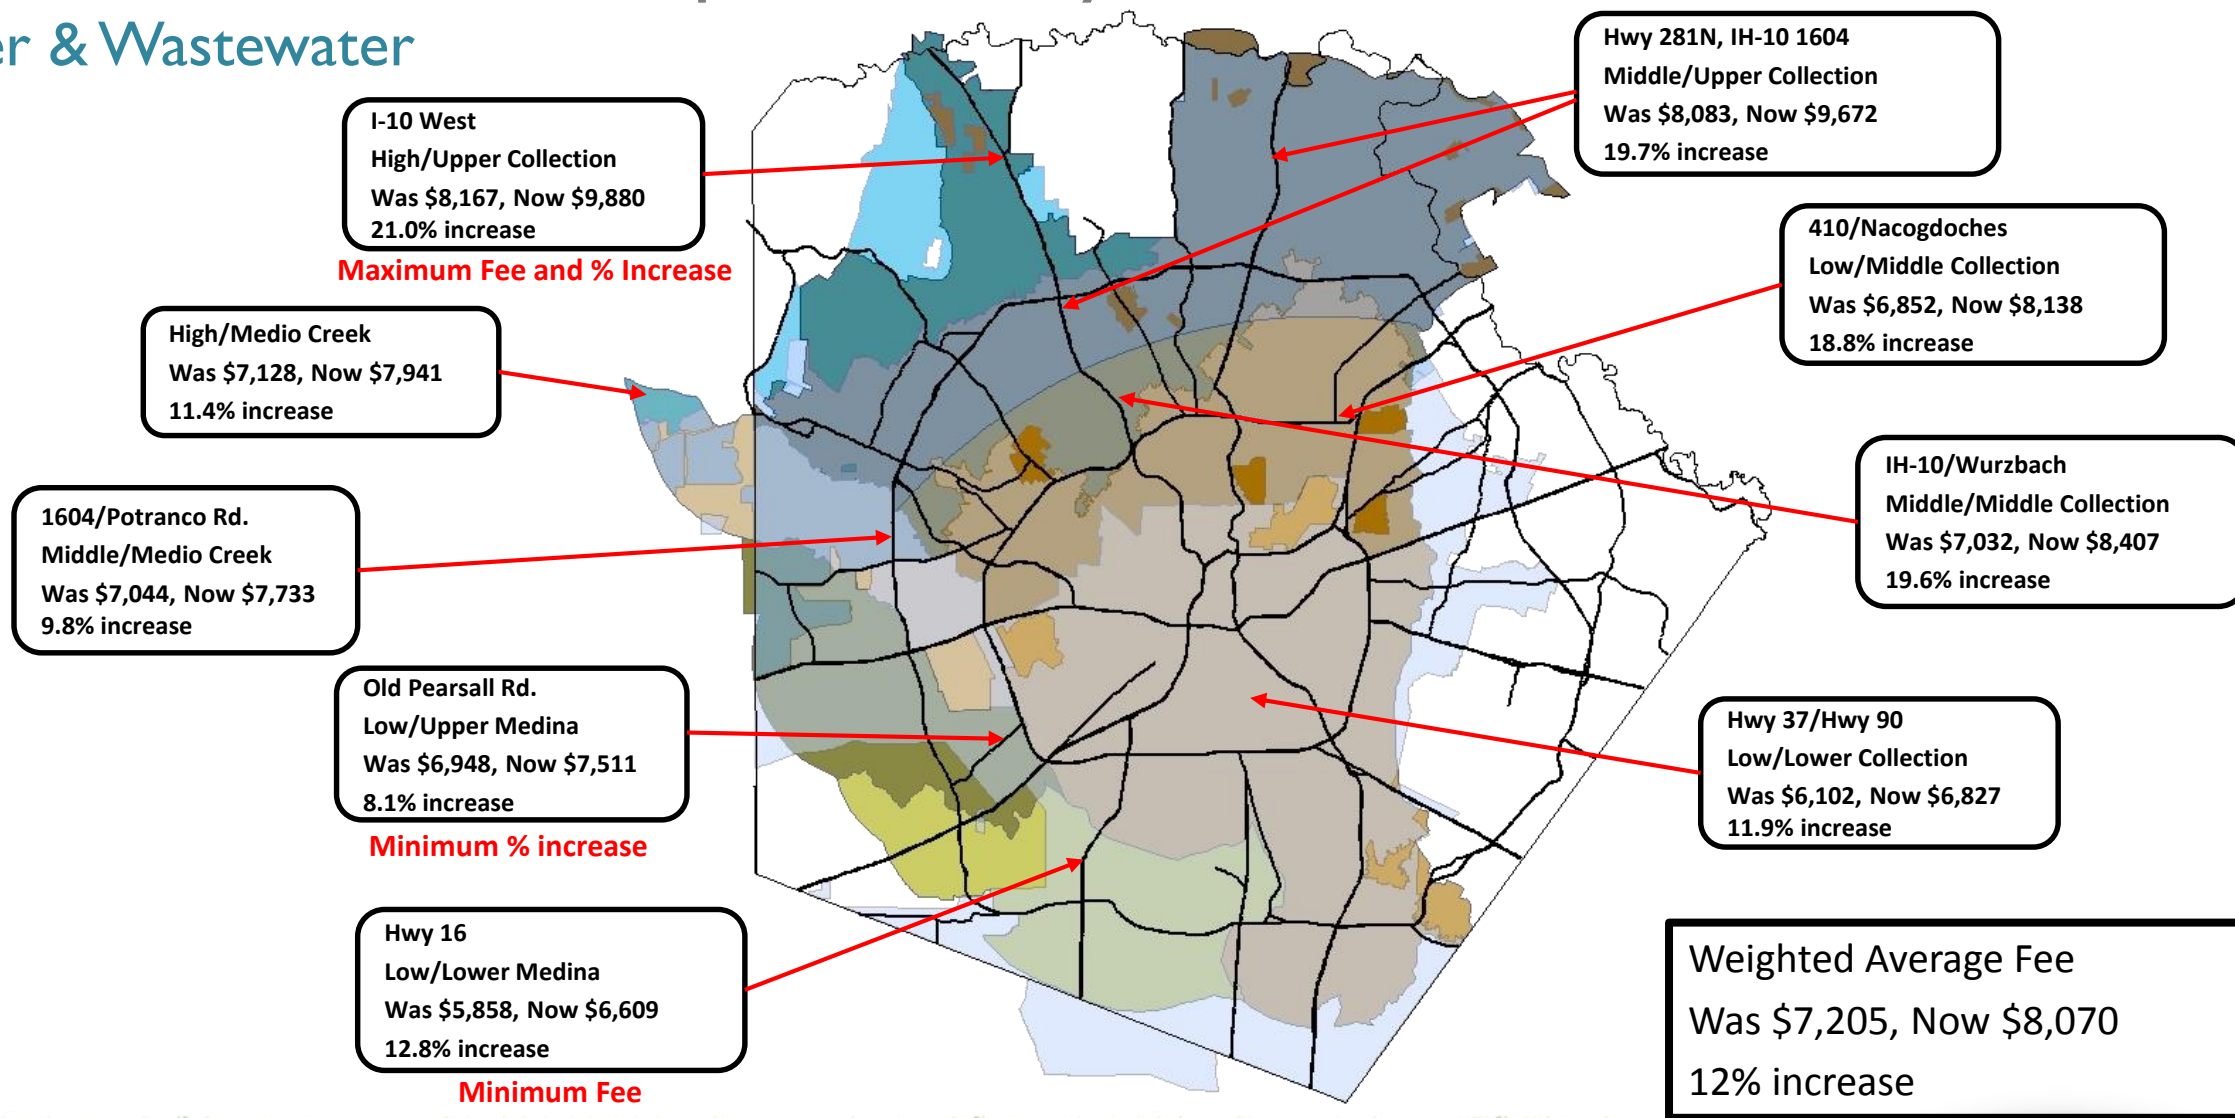 & Wastewater
I-10 West
High/Upper Collection
Was $8,167, Now $9,880
21.0% increase
Maximum Fee and % Increase
Hwy 281N, IH-10 1604
Middle/Upper Collection
Was $8,083, Now $9,672
19.7% increase
410/Nacogdoches
Low/Middle Collection
Was $6,852, Now $8,138
18.8% increase
High/Medio Creek
Was $7,128, Now $7,941
11.4% increase
IH-10/Wurzbach
Middle/Middle Collection
Was $7,032, Now $8,407
19.6% increase
1604/Potranco Rd.
Middle/Medio Creek
Was $7,044, Now $7,733
9.8% increase
Old Pearsall Rd.
Low/Upper Medina
Was $6,948, Now $7,511
8.1% increase
Minimum % increase
Hwy 37/Hwy 90
Low/Lower Collection
Was $6,102, Now $6,827
11.9% increase
Hwy 16
Low/Lower Medina
Was $5,858, Now $6,609
12.8% increase
Minimum Fee
Weighted Average Fee
Was $7,205, Now $8,070
12% increase